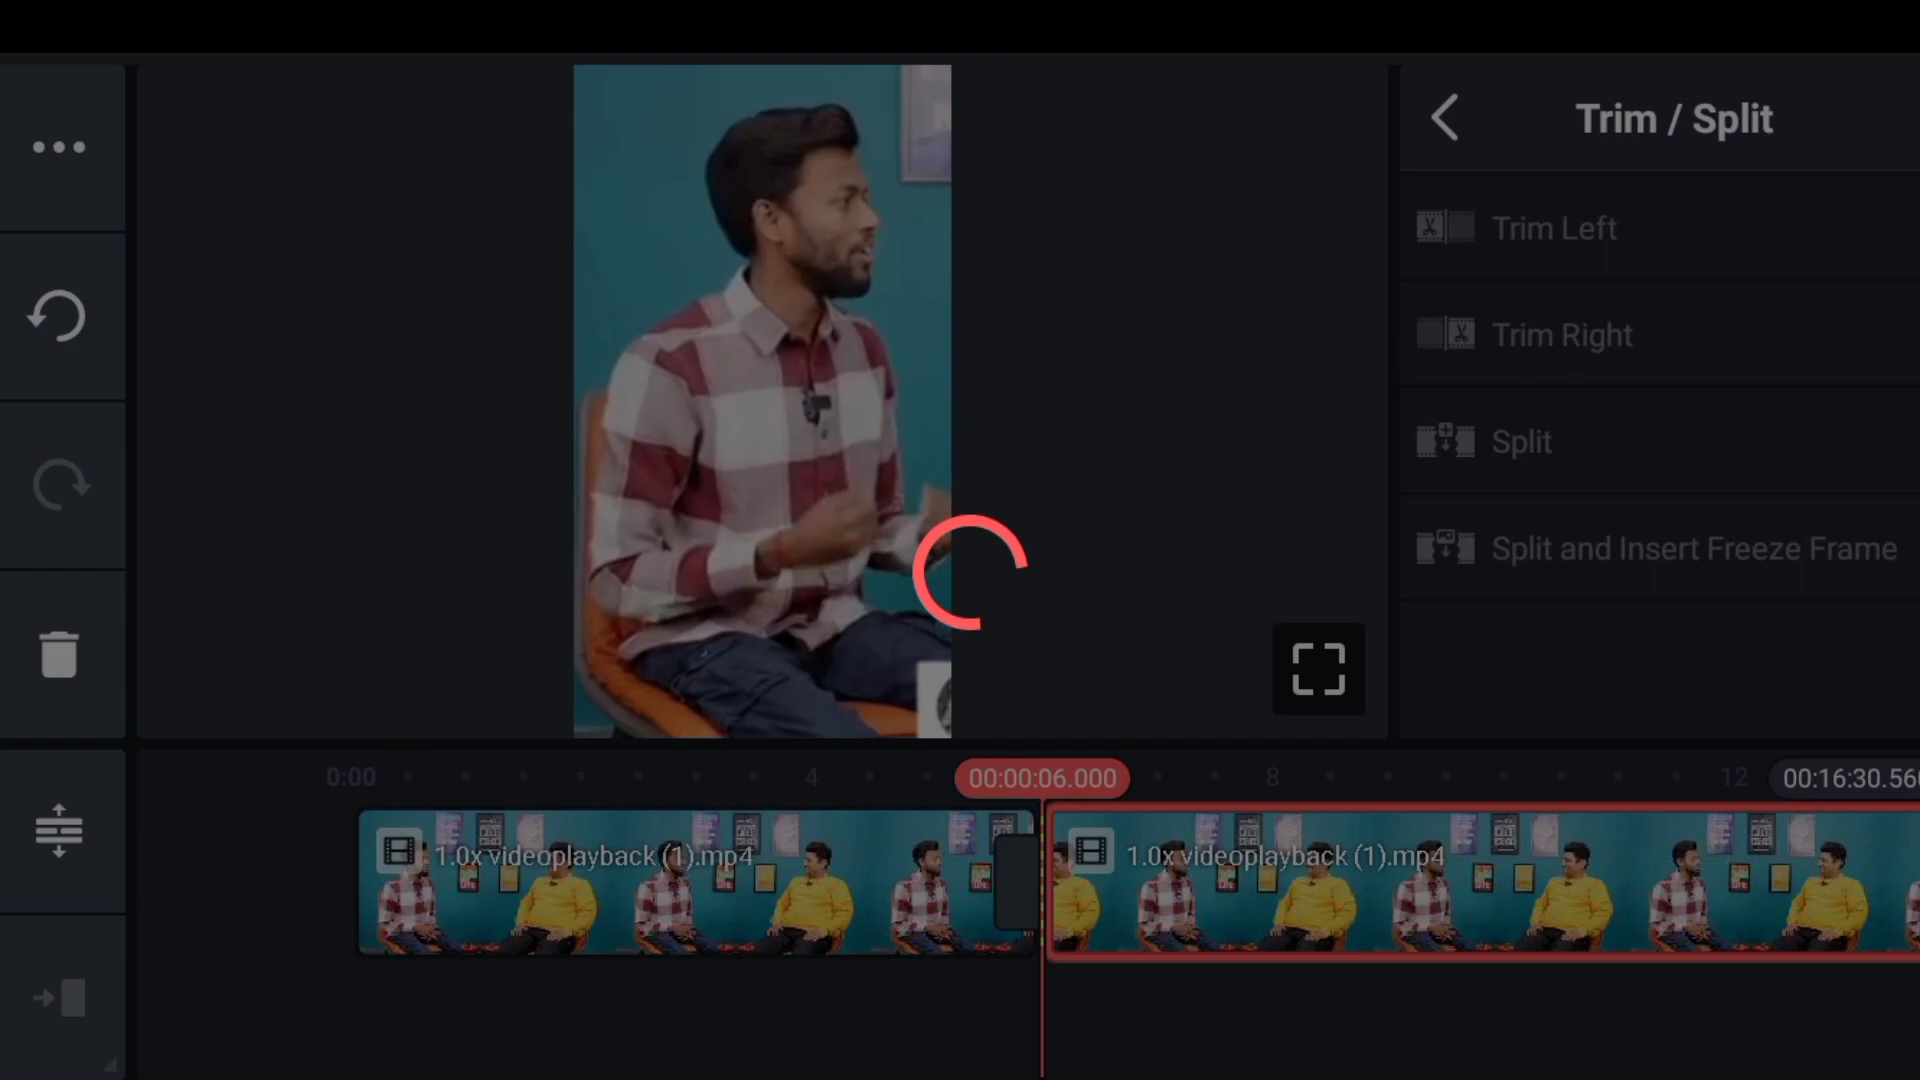 Trim / Split
Trim Left
Trim Right
Split
Split and Insert Freeze Frame
0:00
4
00:00:06.000
8
12
00:16:30.56
1.0x videoplayback (1).mp4
1.0x videoplayback (1).mp4